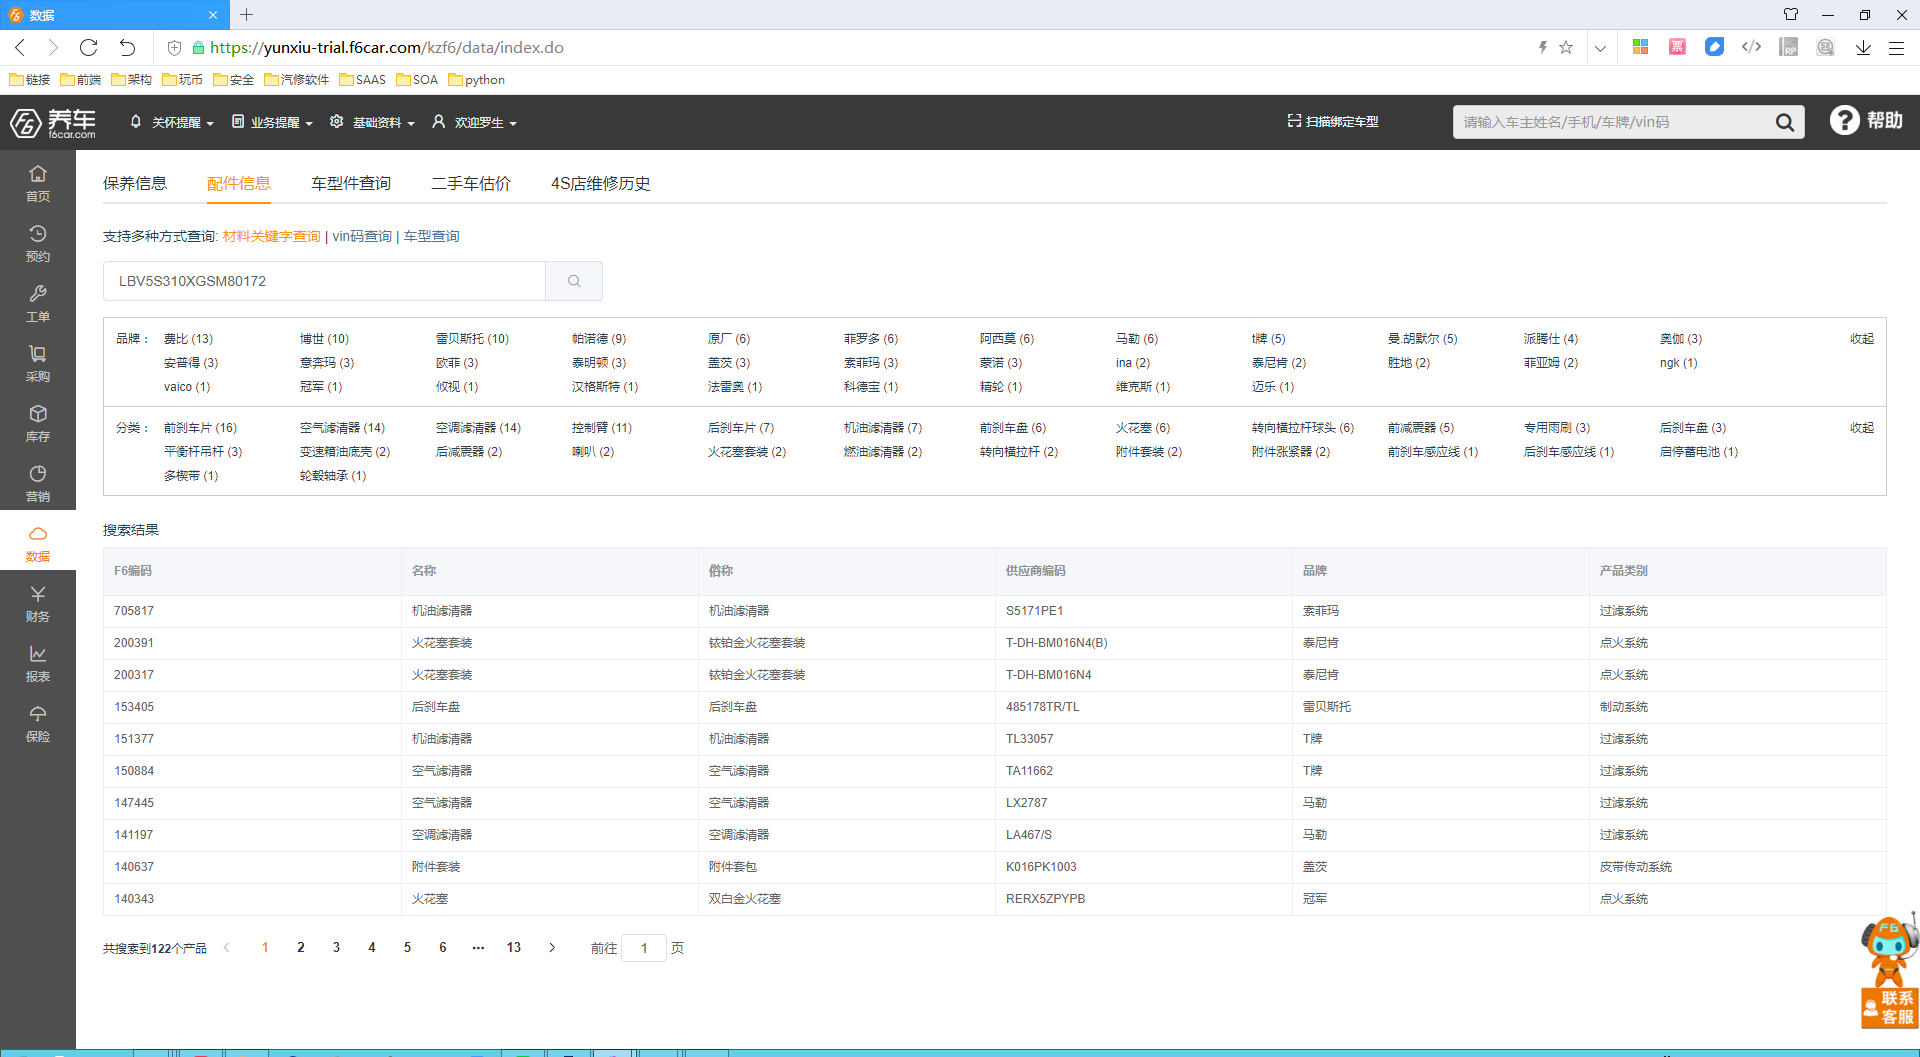 数据
https://yunxiu-trial.f6car.com/kzf6/data/index.do
票
RP
链接 前端 架构 玩币 安全 汽修软件 SAAS SOA python
养车
f6car.com
关怀提醒 业务提醒 基础资料 欢迎罗生 扫描绑定车型 请输入车主姓名/手机/车牌/vin码 帮助
首页
预约
工单
采购
库存
营销
数据
财务
报表
保险
保养信息 配件信息 车型件查询 二手车估价 4S店维修历史
支持多种方式查询: 材料关键字查询 | vin码查询 | 车型查询
LBV5S310XGSM80172
品牌： 费比 (13) 博世 (10) 雷贝斯托 (10) 帕诺德 (9) 原厂 (6) 菲罗多 (6) 阿西莫 (6) 马勒 (6) t牌 (5) 曼.胡默尔 (5) 派腾仕 (4) 奥伽 (3) 收起
安普得 (3) 意奔玛 (3) 欧菲 (3) 泰明顿 (3) 盖茨 (3) 索菲玛 (3) 蒙诺 (3) ina (2) 泰尼肯 (2) 胜地 (2) 菲亚姆 (2) ngk (1)
vaico (1) 冠军 (1) 攸视 (1) 汉格斯特 (1) 法雷奥 (1) 科德宝 (1) 精轮 (1) 维克斯 (1) 迈乐 (1)
分类： 前刹车片 (16) 空气滤清器 (14) 空调滤清器 (14) 控制臂 (11) 后刹车片 (7) 机油滤清器 (7) 前刹车盘 (6) 火花塞 (6) 转向横拉杆球头 (6) 前减震器 (5) 专用雨刷 (3) 后刹车盘 (3) 收起
平衡杆吊杆 (3) 变速箱油底壳 (2) 后减震器 (2) 喇叭 (2) 火花塞套装 (2) 燃油滤清器 (2) 转向横拉杆 (2) 附件套装 (2) 附件张紧器 (2) 前刹车感应线 (1) 后刹车感应线 (1) 启停蓄电池 (1)
多楔带 (1) 轮毂轴承 (1)
搜索结果
F6编码 名称 俗称 供应商编码 品牌 产品类别
705817 机油滤清器 机油滤清器 S5171PE1 索菲玛 过滤系统
200391 火花塞套装 铱铂金火花塞套装 T-DH-BM016N4(B) 泰尼肯 点火系统
200317 火花塞套装 铱铂金火花塞套装 T-DH-BM016N4 泰尼肯 点火系统
153405 后刹车盘 后刹车盘 485178TR/TL 雷贝斯托 制动系统
151377 机油滤清器 机油滤清器 TL33057 T牌 过滤系统
150884 空气滤清器 空气滤清器 TA11662 T牌 过滤系统
147445 空气滤清器 空气滤清器 LX2787 马勒 过滤系统
141197 空调滤清器 空调滤清器 LA467/S 马勒 过滤系统
140637 附件套装 附件套包 K016PK1003 盖茨 皮带传动系统
140343 火花塞 双白金火花塞 RERX5ZPYPB 冠军 点火系统
共搜索到122个产品 1 2 3 4 5 6 ··· 13 前往 1 页
F6
联系
客服